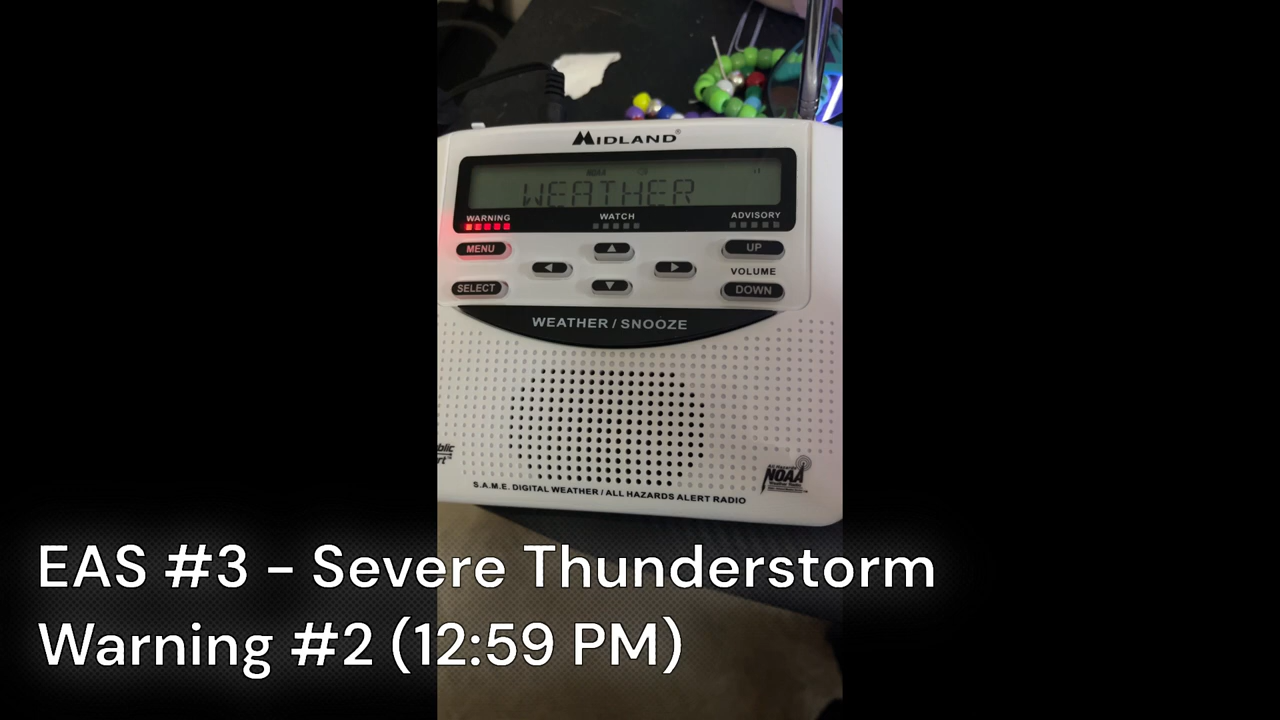 MIDLAND®
NOAA
WEATHER
WARNING
WATCH
ADVISORY
MENU
UP
VOLUME
SELECT
DOWN
WEATHER / SNOOZE
NOAA
S.A.M.E. DIGITAL WEATHER / ALL HAZARDS ALERT RADIO
EAS #3 - Severe Thunderstorm
Warning #2 (12:59 PM)